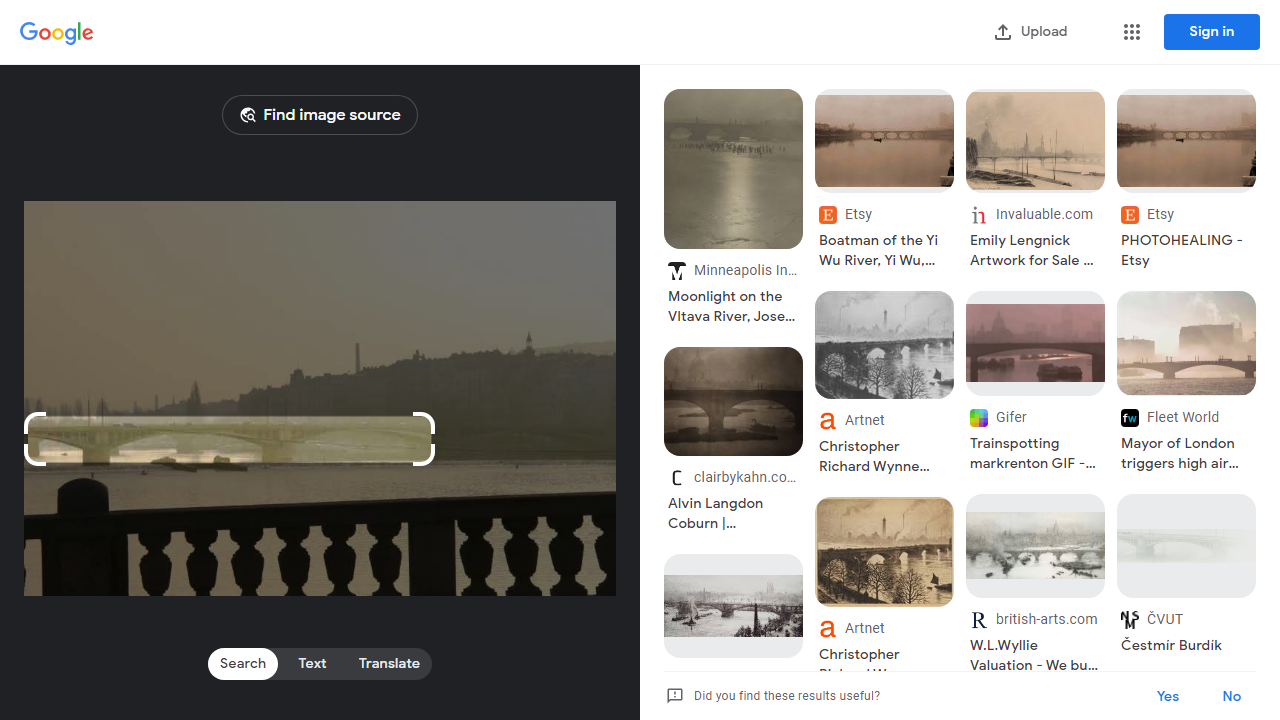 Google
Upload
Sign in
Find image source
Search
Text
Translate
Minneapolis In...
Moonlight on the
Vltava River, Jose...
clairbykahn.co...
Alvin Langdon
Coburn |...
Etsy
Boatman of the Yi
Wu River, Yi Wu,...
Artnet
Christopher
Richard Wynne...
Artnet
Christopher
Invaluable.com
Emily Lengnick
Artwork for Sale ...
Gifer
Trainspotting
markrenton GIF -...
british-arts.com
W.L.Wyllie
Valuation - We bu...
Etsy
PHOTOHEALING -
Etsy
Fleet World
Mayor of London
triggers high air...
ČVUT
Čestmír Burdík
Did you find these results useful?
Yes
No